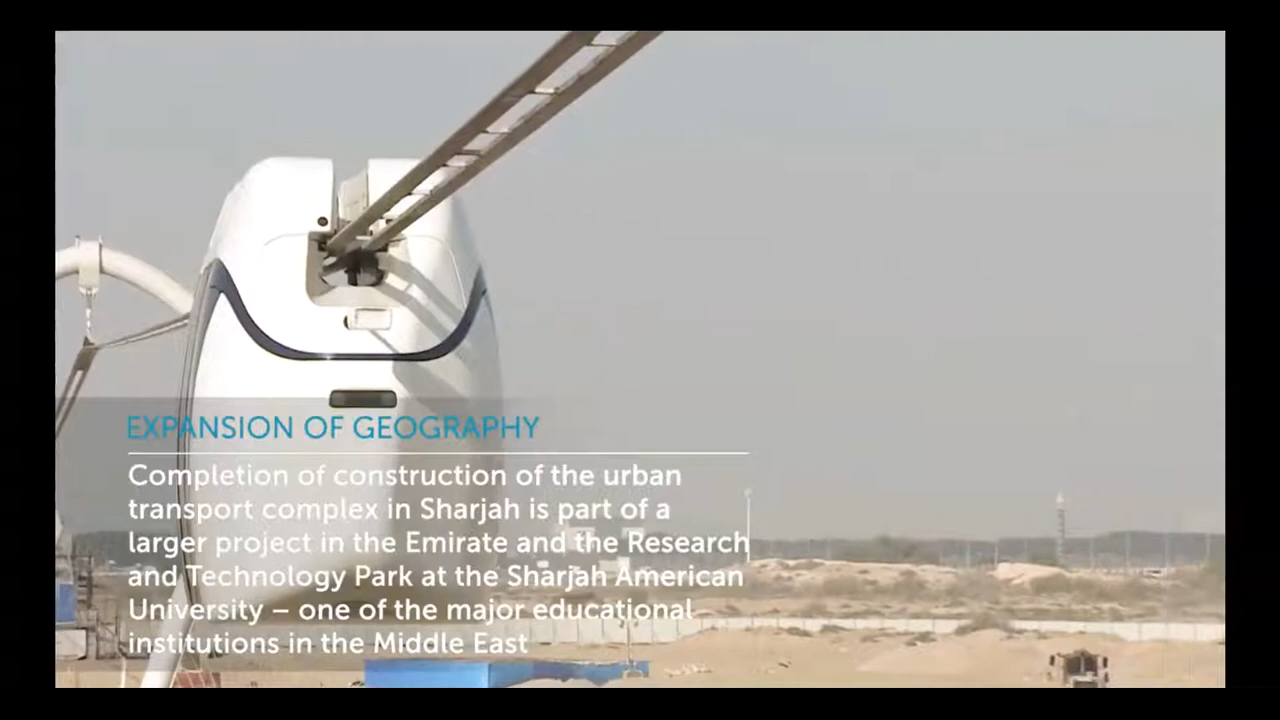 EXPANSION OF GEOGRAPHY
Completion of construction of the urban
transport complex in Sharjah is part of a
larger project in the Emirate and the Research
and Technology Park at the Sharjah American
University – one of the major educational
institutions in the Middle East